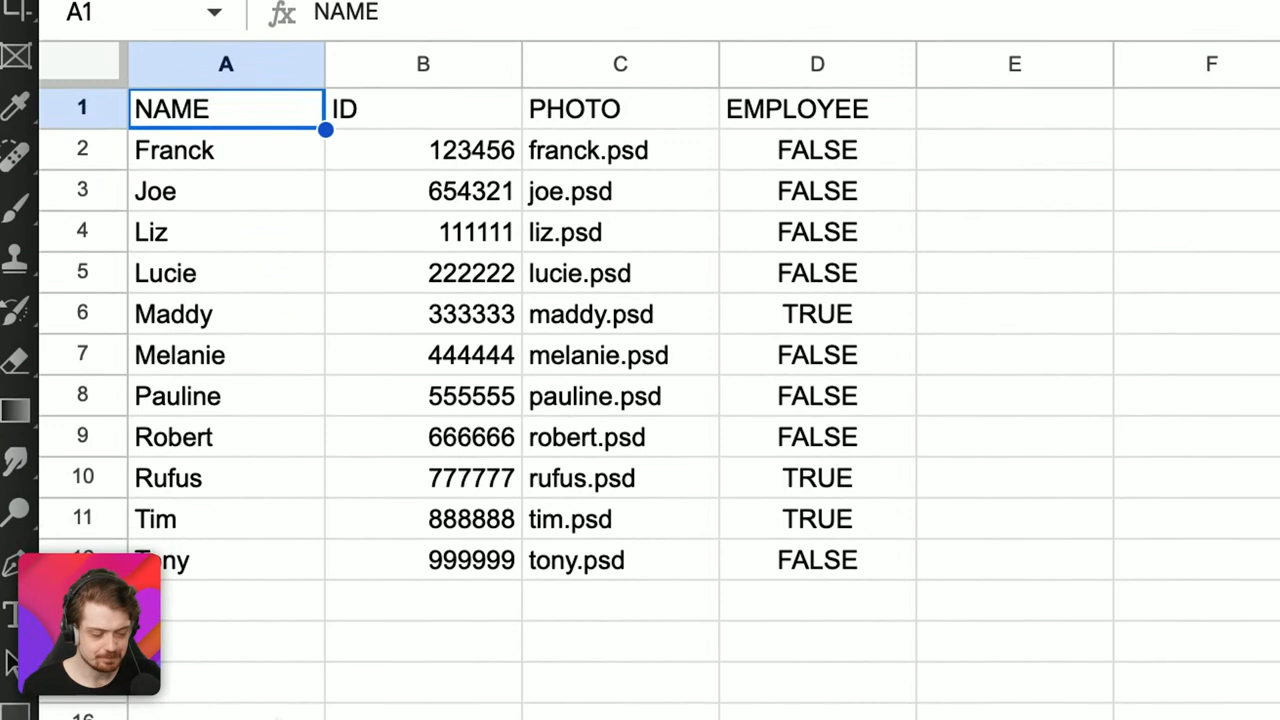 A1 fx NAME
A B C D E F
1 NAME ID PHOTO EMPLOYEE
2 Franck 123456 franck.psd FALSE
3 Joe 654321 joe.psd FALSE
4 Liz 111111 liz.psd FALSE
5 Lucie 222222 lucie.psd FALSE
6 Maddy 333333 maddy.psd TRUE
7 Melanie 444444 melanie.psd FALSE
8 Pauline 555555 pauline.psd FALSE
9 Robert 666666 robert.psd FALSE
10 Rufus 777777 rufus.psd TRUE
11 Tim 888888 tim.psd TRUE
12 Tony 999999 tony.psd FALSE
16